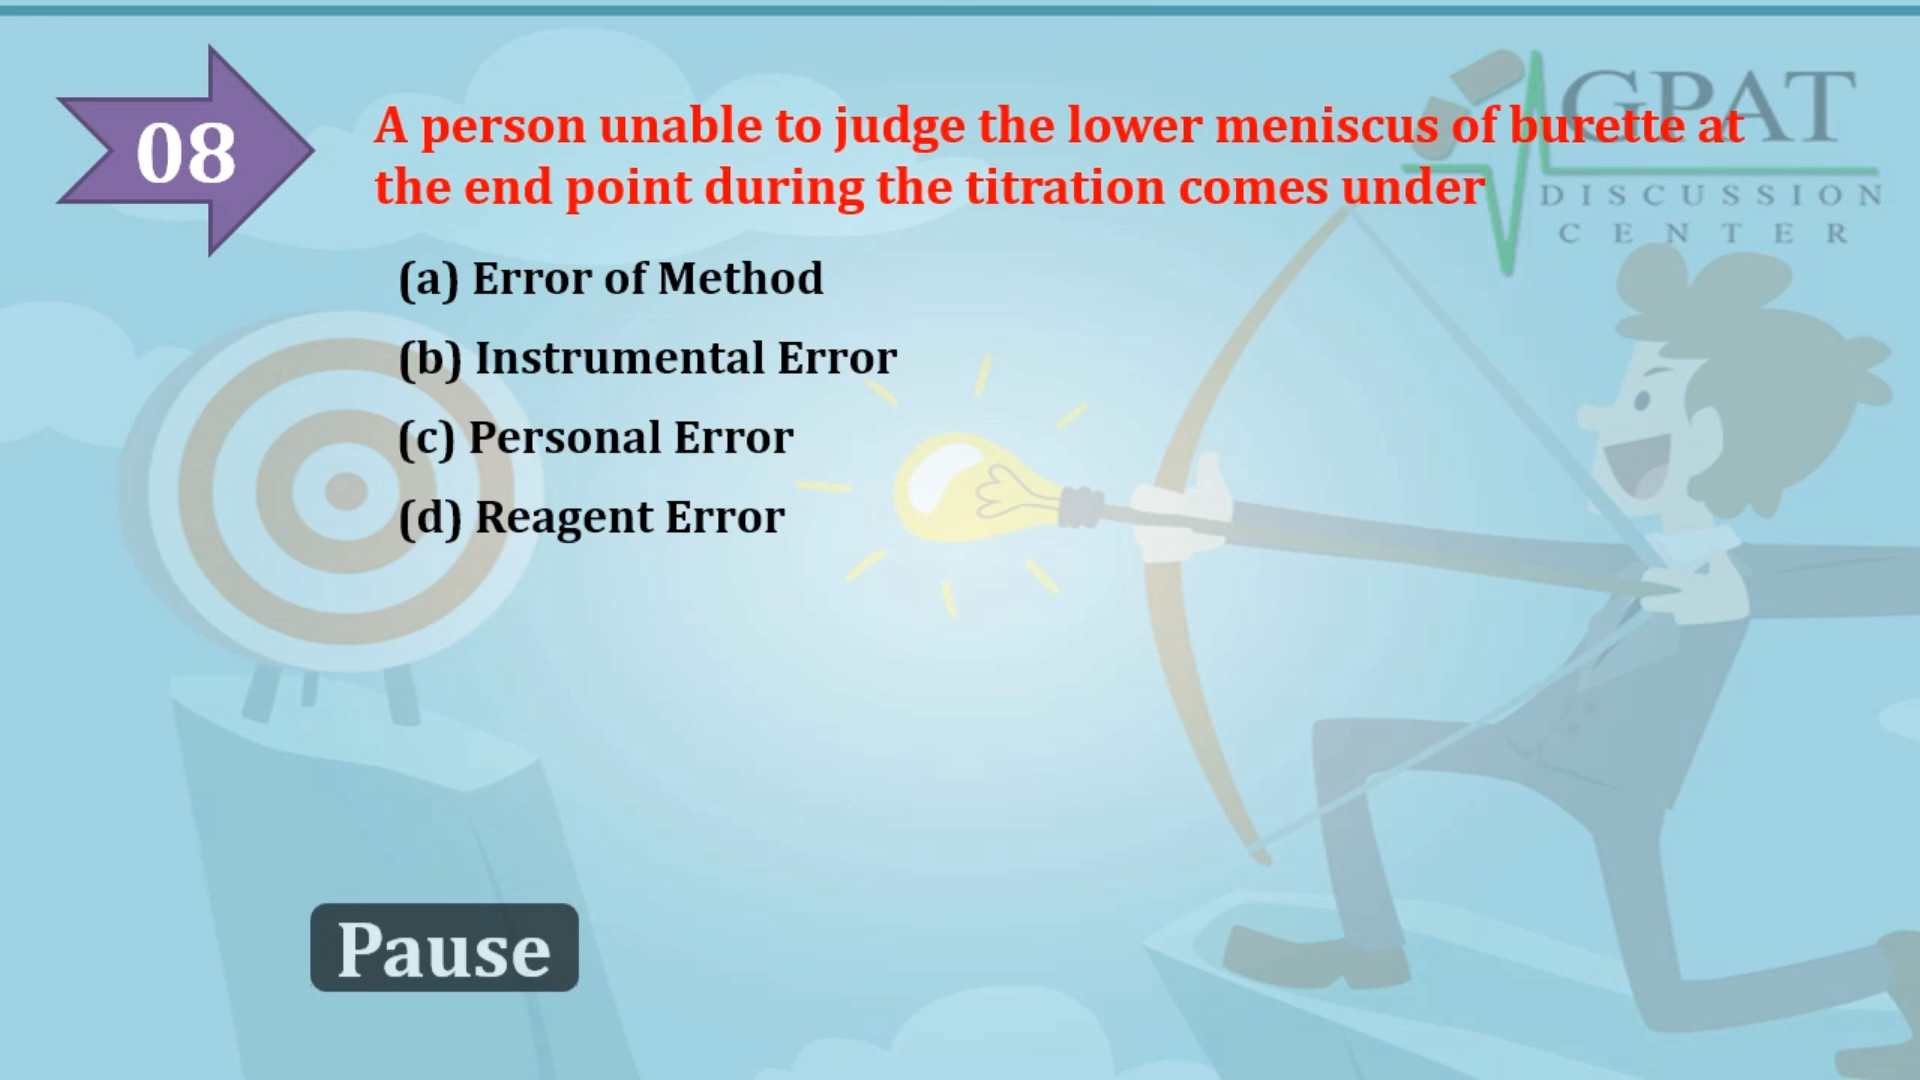 08
A person unable to judge the lower meniscus of burette at
the end point during the titration comes under
GPAT
DISCUSSION
CENTER
(a) Error of Method
(b) Instrumental Error
(c) Personal Error
(d) Reagent Error
Pause